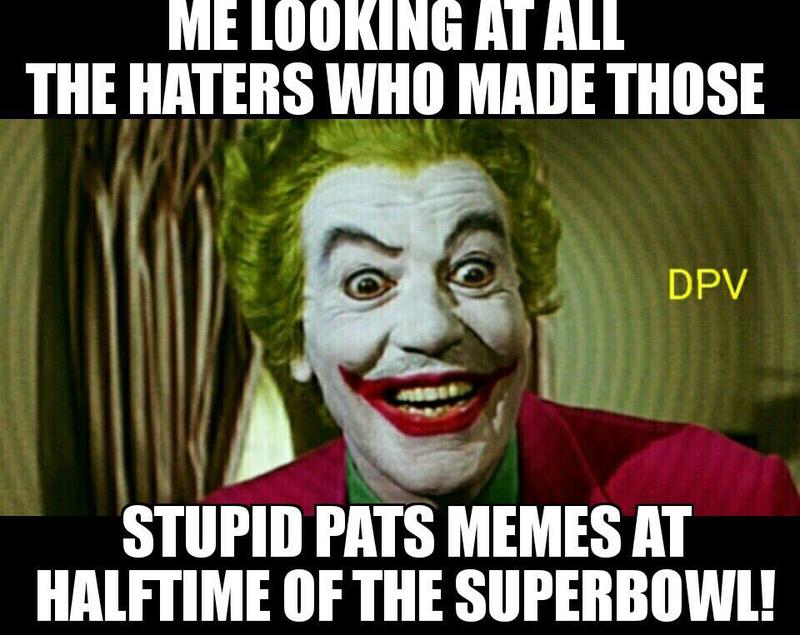 ME LOOKING AT ALL
THE HATERS WHO MADE THOSE
DPV
STUPID PATS MEMES AT
HALFTIME OF THE SUPERBOWL!